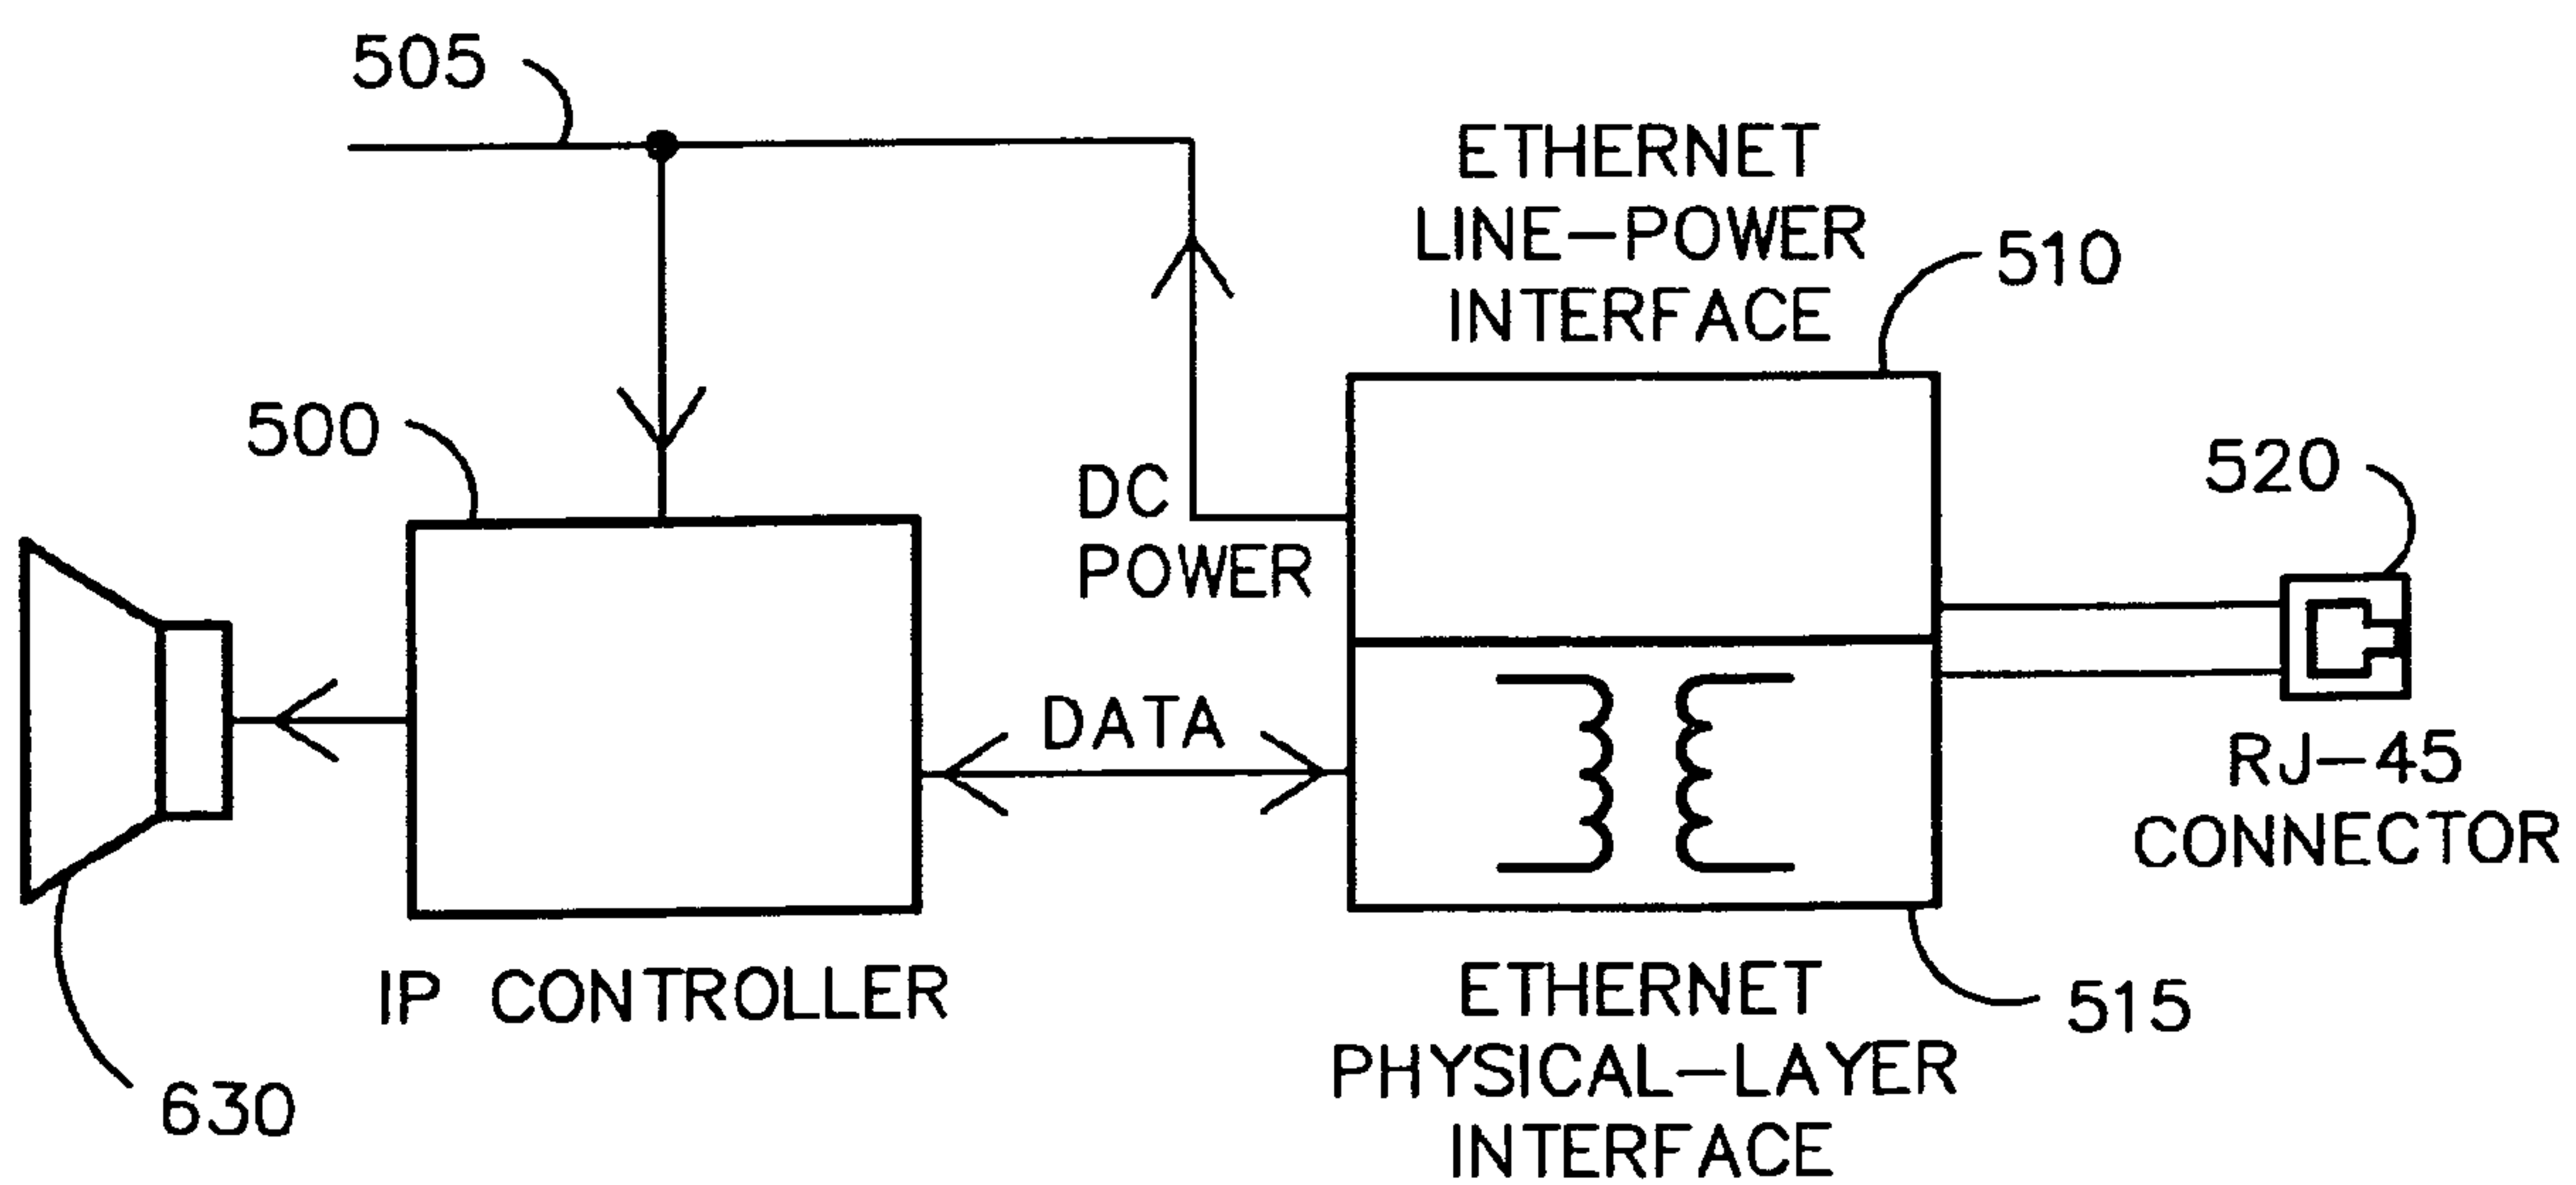 505
ETHERNET
LINE-POWER
INTERFACE
510
500
DC
POWER
520
DATA
RJ-45
CONNECTOR
IP CONTROLLER
ETHERNET
PHYSICAL-LAYER
INTERFACE
515
630